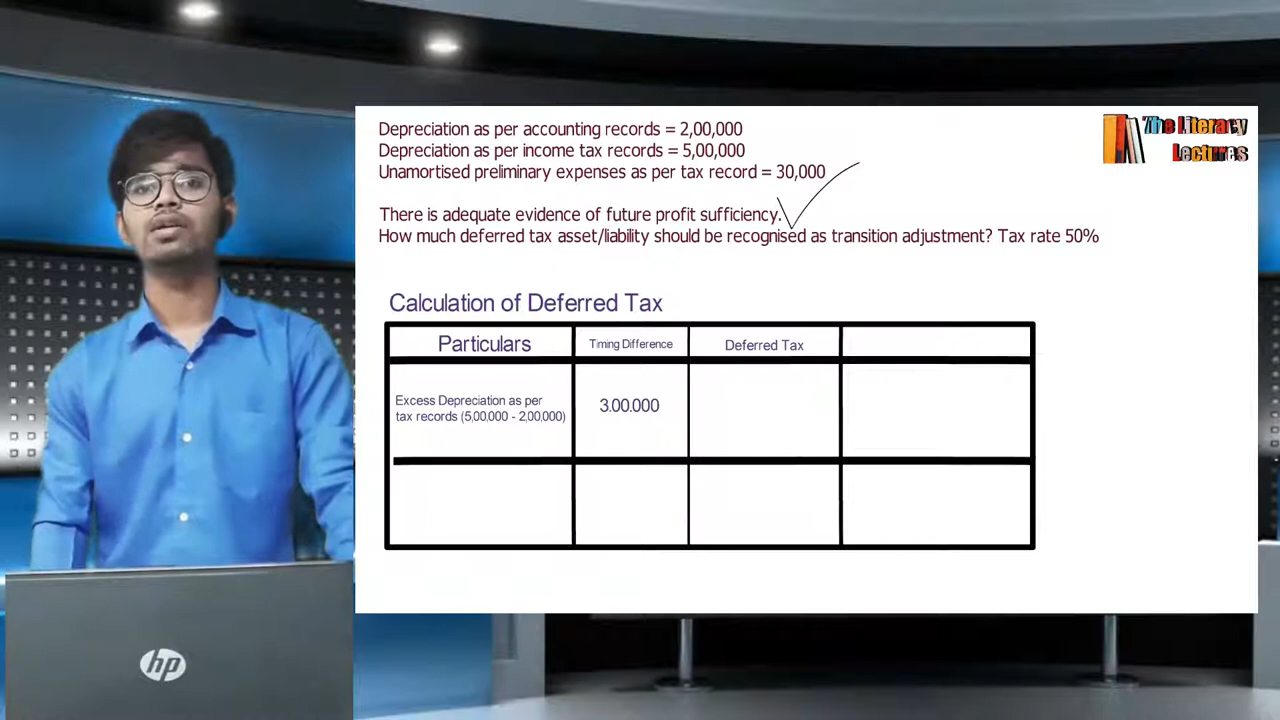 Depreciation as per accounting records = 2,00,000
Depreciation as per income tax records = 5,00,000
Unamortised preliminary expenses as per tax record = 30,000
There is adequate evidence of future profit sufficiency.
How much deferred tax asset/liability should be recognised as transition adjustment? Tax rate 50%
The Literacy
Lectures
Calculation of Deferred Tax
Particulars
Timing Difference
Deferred Tax
Excess Depreciation as per
tax records (5,00,000 - 2,00,000)
3.00.000
hp